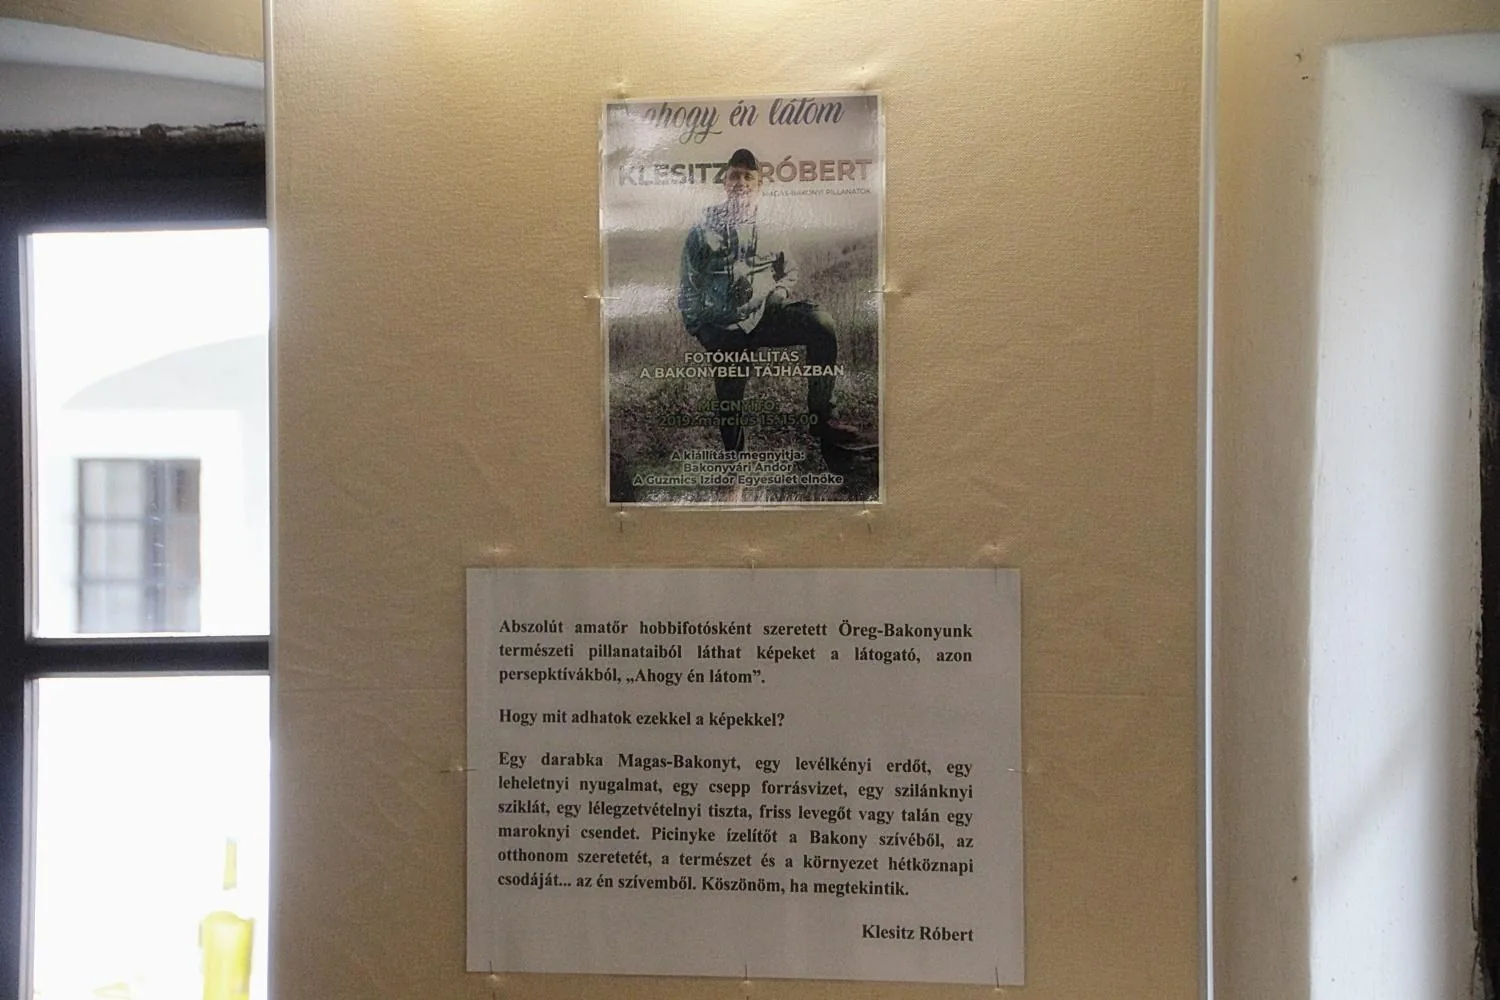 ahogy én látom
KLESITZ RÓBERT
MAGAS-BAKONYI PILLANATOK
FOTÓKIÁLLÍTÁS
A BAKONYBÉLI TÁJHÁZBAN
MEGNYITÓ:
2019. március 15. 15.00
A kiállítást megnyitja:
Bakonyvári Andor
A Guzmics Izidor Egyesület elnöke
Abszolút amatőr hobbifotósként szeretett Öreg-Bakonyunk
természeti pillanataiból láthat képeket a látogató, azon
persepktívákból, „Ahogy én látom”.
Hogy mit adhatok ezekkel a képekkel?
Egy darabka Magas-Bakonyt, egy levélkényi erdőt, egy
leheletnyi nyugalmat, egy csepp forrásvizet, egy szilánknyi
sziklát, egy lélegzetvételnyi tiszta, friss levegőt vagy talán egy
maroknyi csendet. Picinyke ízelítőt a Bakony szívéből, az
otthonom szeretetét, a természet és a környezet hétköznapi
csodáját... az én szívemből. Köszönöm, ha megtekintik.
Klesitz Róbert